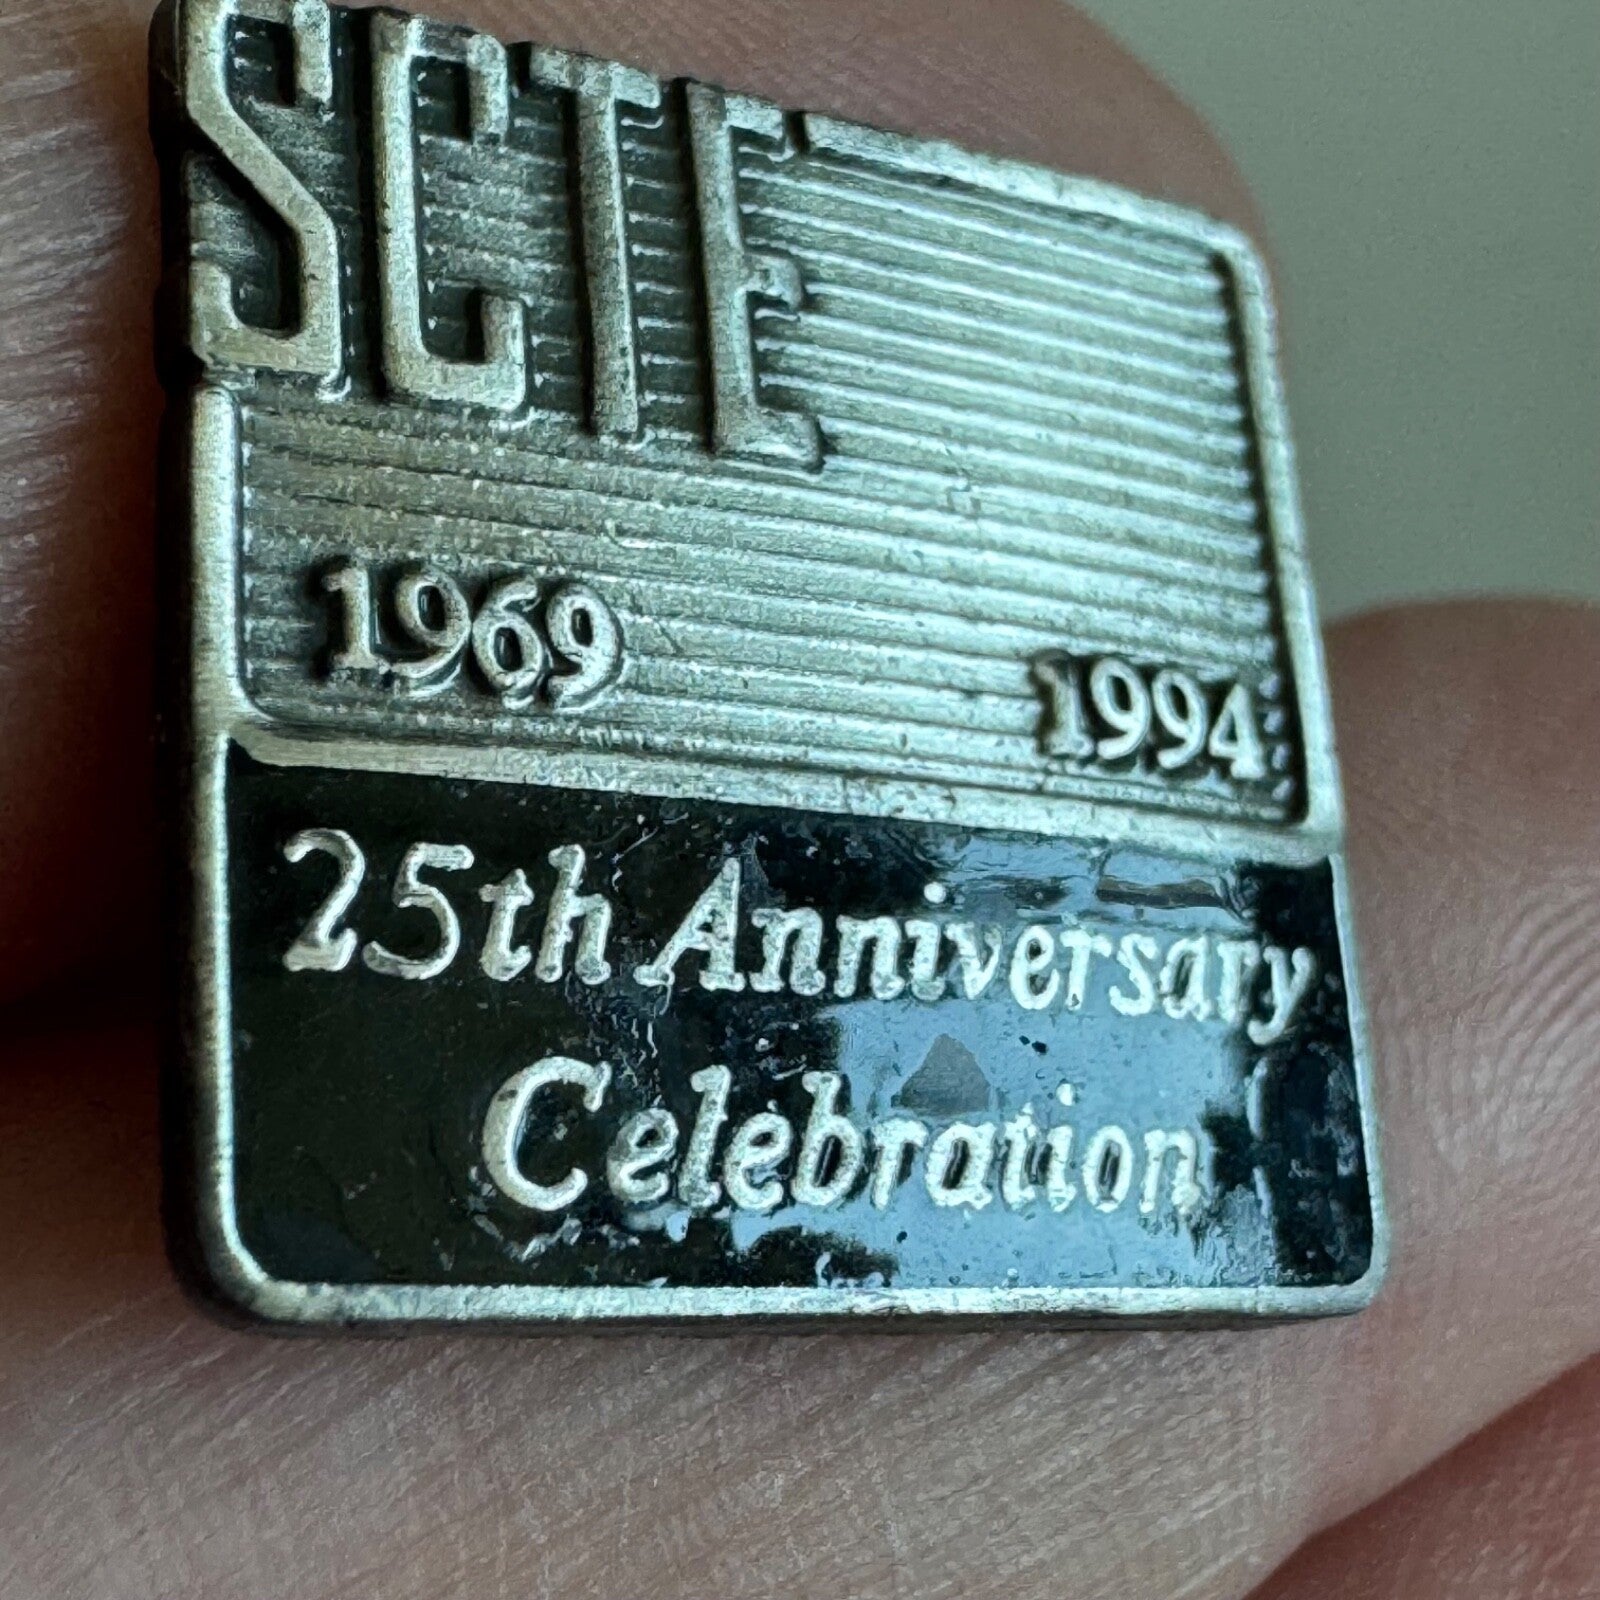 SCTE
1969 1994
25th Anniversary
Celebration